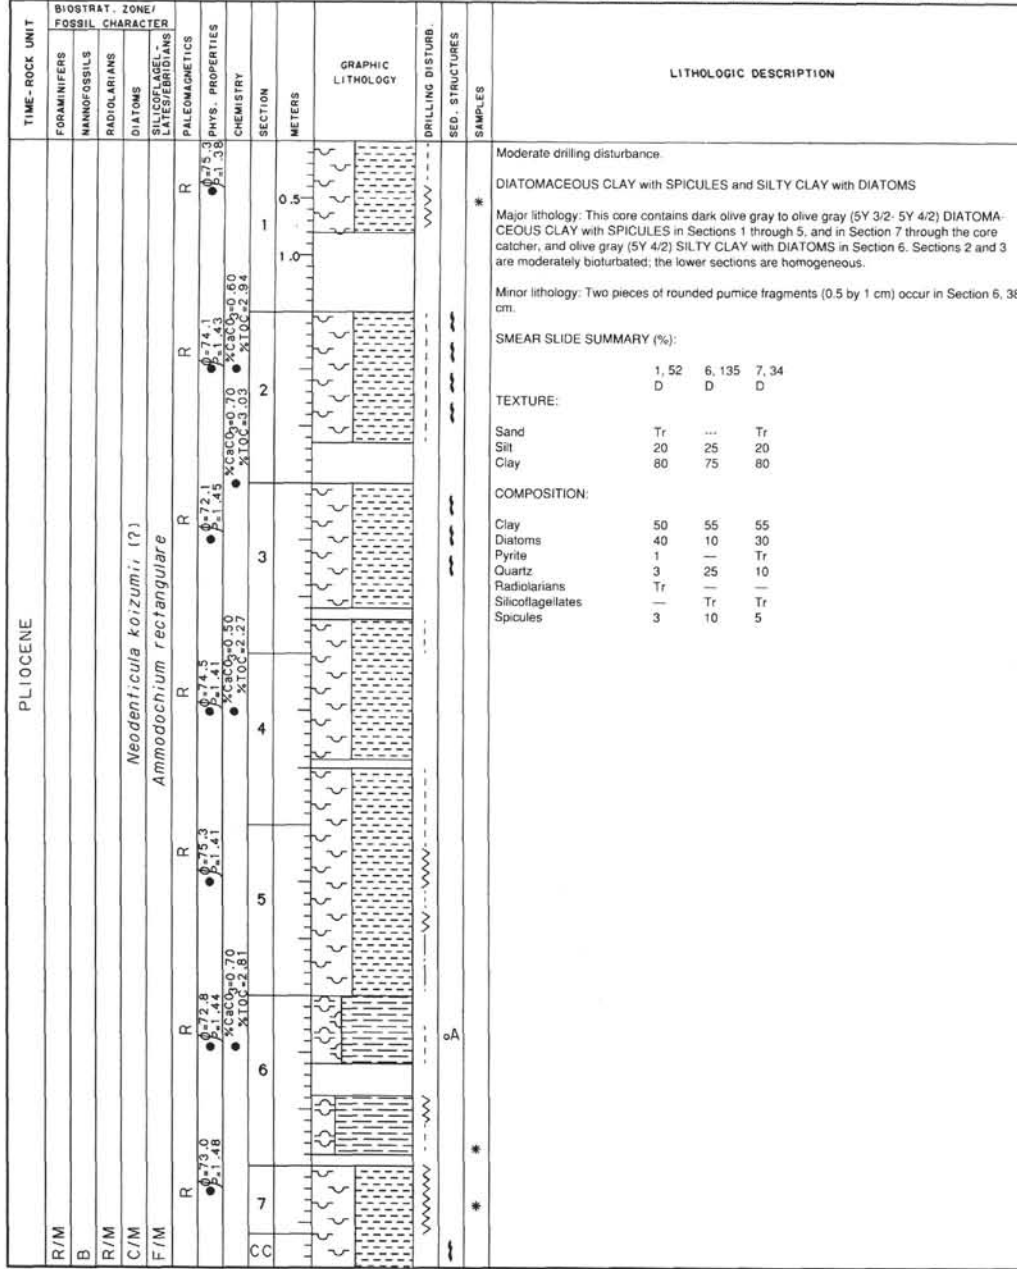 TIME-ROCK UNIT
BIOSTRAT. ZONE/
FOSSIL CHARACTER
FORAMINIFERS
NANNOFOSSILS
RADIOLARIANS
DIATOMS
SILICOFLAGEL-
LATES/EBRIDIANS
PALEOMAGNETICS
PHYS. PROPERTIES
CHEMISTRY
SECTION
METERS
GRAPHIC
LITHOLOGY
DRILLING DISTURB.
SED. STRUCTURES
SAMPLES
LITHOLOGIC DESCRIPTION
PLIOCENE
R/M
B
R/M
C/M
Neodenticula koizumii (?)
F/M
Ammodochium rectangulare
R
R
R
R
R
R
R
Φ=75.3
ρ=1.38
Φ=74.1
ρ=1.43
Φ=72.1
ρ=1.45
Φ=74.5
ρ=1.41
Φ=75.3
ρ=1.41
Φ=72.8
ρ=1.44
Φ=73.0
ρ=1.48
%CaCO₃=0.60
%TOC=2.94
%CaCO₃=0.70
%TOC=3.03
%CaCO₃=0.50
%TOC=2.27
%CaCO₃=0.70
%TOC=2.81
1
2
3
4
5
6
7
CC
0.5
1.0
oA
*
*
*
Moderate drilling disturbance.
DIATOMACEOUS CLAY with SPICULES and SILTY CLAY with DIATOMS
Major lithology: This core contains dark olive gray to olive gray (5Y 3/2- 5Y 4/2) DIATOMA-
CEOUS CLAY with SPICULES in Sections 1 through 5, and in Section 7 through the core
catcher, and olive gray (5Y 4/2) SILTY CLAY with DIATOMS in Section 6. Sections 2 and 3
are moderately bioturbated; the lower sections are homogeneous.
Minor lithology: Two pieces of rounded pumice fragments (0.5 by 1 cm) occur in Section 6, 38
cm.
SMEAR SLIDE SUMMARY (%):
1, 52 6, 135 7, 34
D D D
TEXTURE:
Sand Tr --- Tr
Silt 20 25 20
Clay 80 75 80
COMPOSITION:
Clay 50 55 55
Diatoms 40 10 30
Pyrite 1 — Tr
Quartz 3 25 10
Radiolarians Tr — —
Silicoflagellates — Tr Tr
Spicules 3 10 5